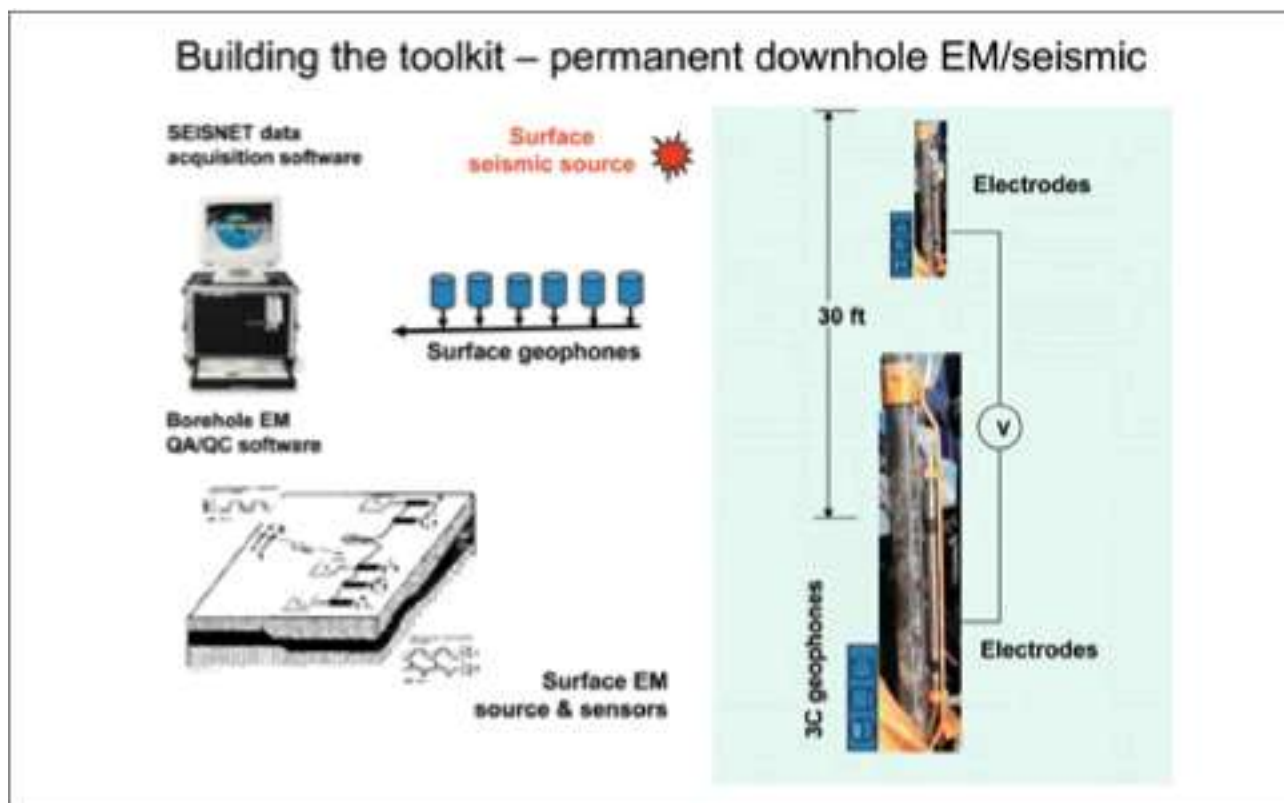 Building the toolkit – permanent downhole EM/seismic
SEISNET data
acquisition software
Surface
seismic source
Electrodes
30 ft
Surface geophones
Borehole EM
QA/QC software
V
3C geophones
Electrodes
Surface EM
source & sensors